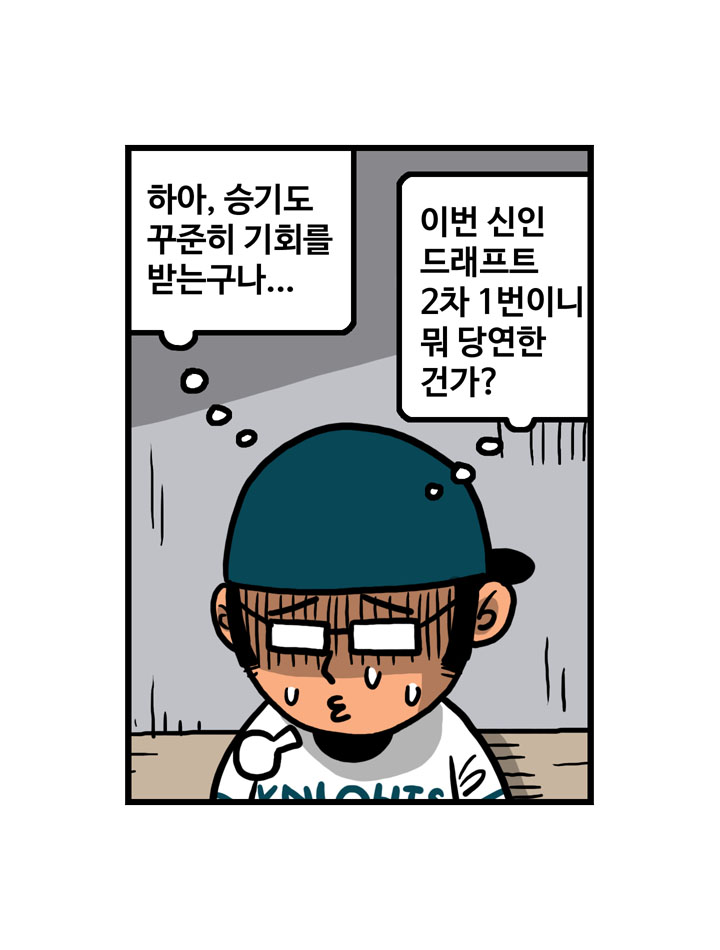 하아, 승기도
꾸준히 기회를
받는구나...
이번 신인
드래프트
2차 1번이니
뭐 당연한
건가?
KNIGHTS